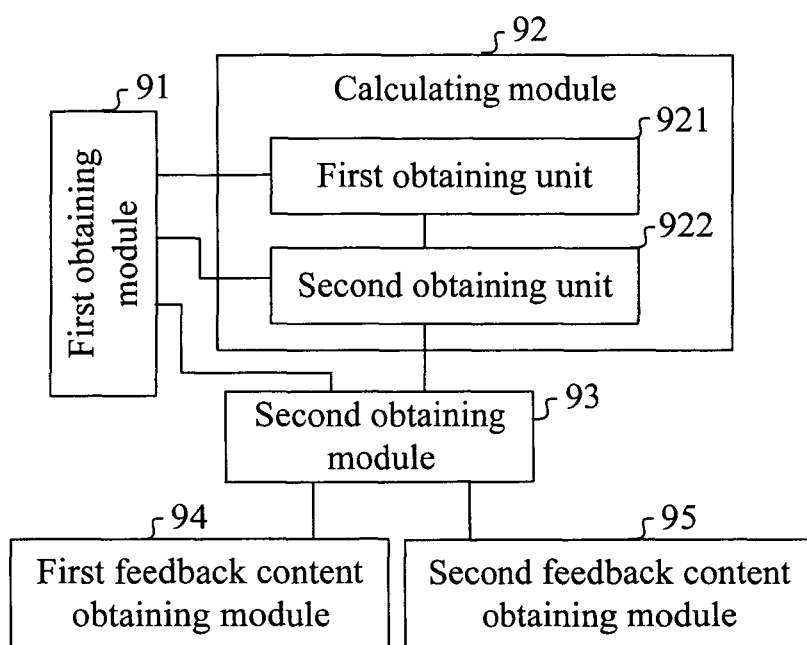 92
Calculating module
91
First obtaining
module
921
First obtaining unit
922
Second obtaining unit
93
Second obtaining
module
94
First feedback content
obtaining module
95
Second feedback content
obtaining module